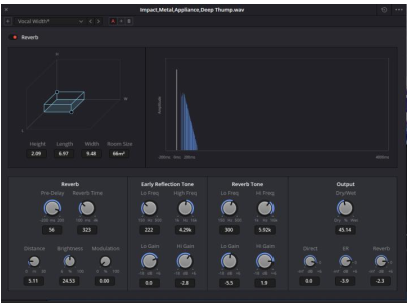 Impact,Metal,Appliance,Deep Thump.wav
Vocal Width*
A B
Reverb
Height Length Width Room Size
2.09 6.97 9.48 66m²
Amplitude
0ms
Reverb
Pre-Delay Reverb Time
56 323
Distance Brightness Modulation
5.11 24.53 0.00
Early Reflection Tone
Lo Freq High Freq
222 4.29k
Lo Gain Hi Gain
0.0 -2.8
Reverb Tone
Lo Freq Hi Freq
300 5.92k
Lo Gain Hi Gain
-5.5 1.9
Output
Dry/Wet
45.14
Direct ER Reverb
0.0 -3.9 -2.3